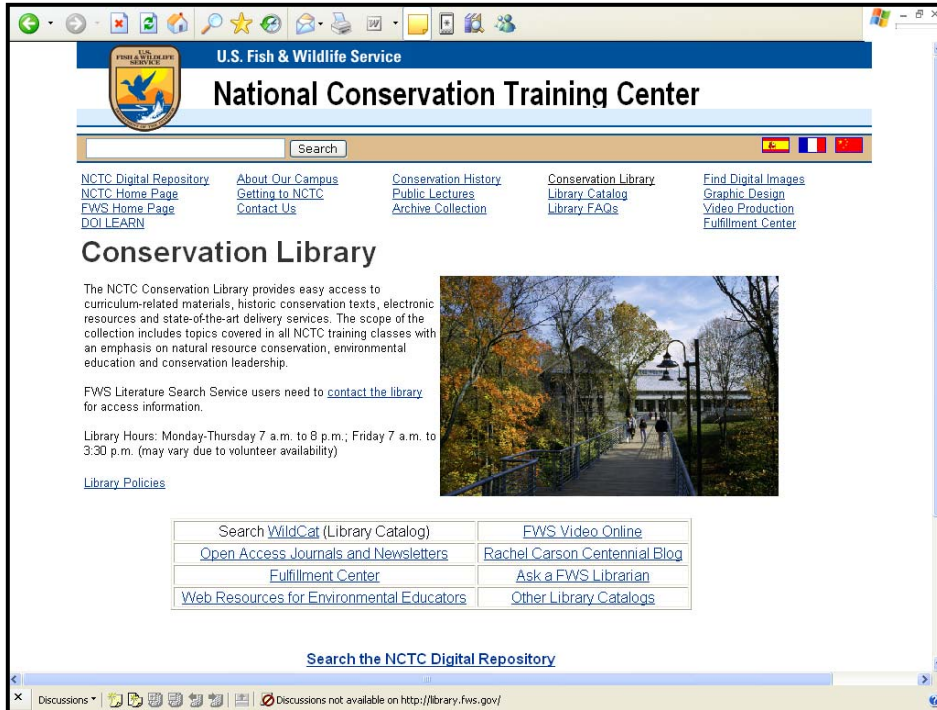 U.S.
FISH & WILDLIFE
SERVICE
U.S. Fish & Wildlife Service
National Conservation Training Center
Search
NCTC Digital Repository
NCTC Home Page
FWS Home Page
DOI LEARN
About Our Campus
Getting to NCTC
Contact Us
Conservation History
Public Lectures
Archive Collection
Conservation Library
Library Catalog
Library FAQs
Find Digital Images
Graphic Design
Video Production
Fulfillment Center
Conservation Library
The NCTC Conservation Library provides easy access to
curriculum-related materials, historic conservation texts, electronic
resources and state-of-the-art delivery services. The scope of the
collection includes topics covered in all NCTC training classes with
an emphasis on natural resource conservation, environmental
education and conservation leadership.
FWS Literature Search Service users need to contact the library
for access information.
Library Hours: Monday-Thursday 7 a.m. to 8 p.m.; Friday 7 a.m. to
3:30 p.m. (may vary due to volunteer availability)
Library Policies
Search WildCat (Library Catalog)
FWS Video Online
Open Access Journals and Newsletters
Rachel Carson Centennial Blog
Fulfillment Center
Ask a FWS Librarian
Web Resources for Environmental Educators
Other Library Catalogs
Search the NCTC Digital Repository
Discussions
Discussions not available on http://library.fws.gov/